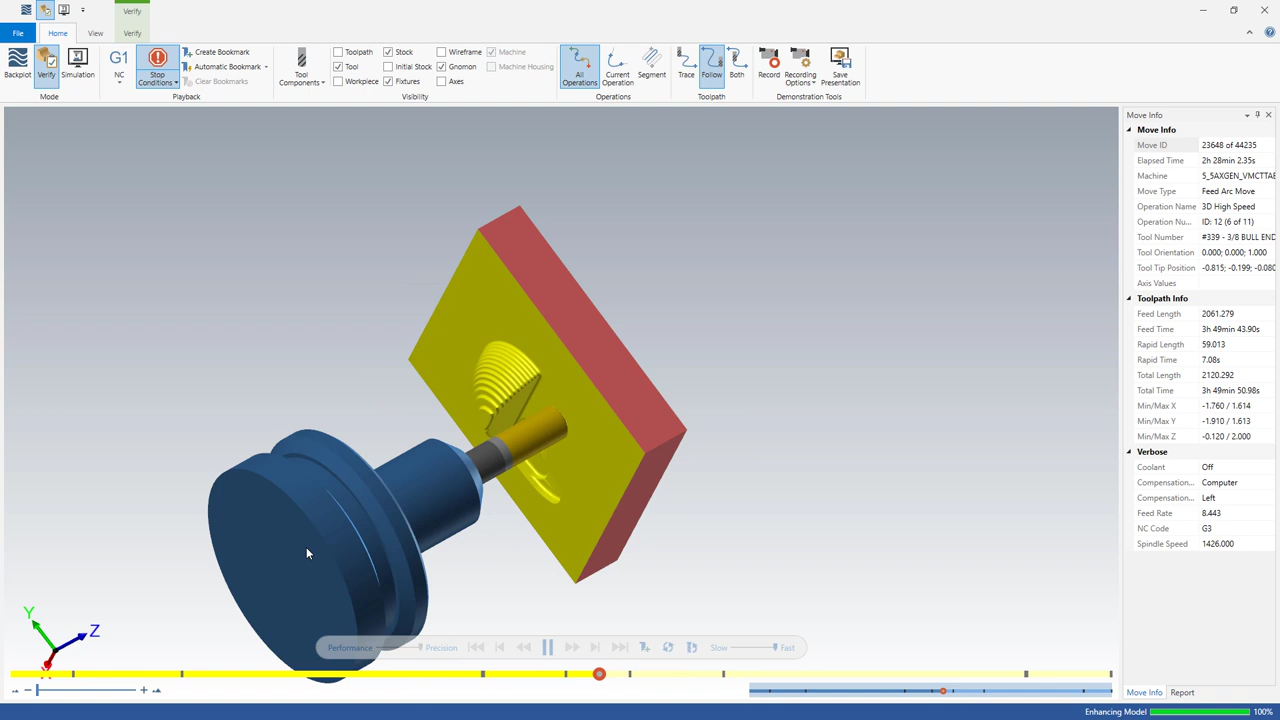 Verify
File Home View Verify
Backplot Verify Simulation
Mode
G1
NC
Stop Conditions
Create Bookmark
Automatic Bookmark
Clear Bookmarks
Playback
Tool Components
Toolpath Stock Wireframe Machine
Tool Initial Stock Gnomon Machine Housing
Workpiece Fixtures Axes
Visibility
All Operations
Current Operation
Segment
Operations
Trace Follow Both
Toolpath
Record
Recording Options
Save Presentation
Demonstration Tools
Move Info
Move Info
Move ID 23648 of 44235
Elapsed Time 2h 28min 2.35s
Machine 5_5AXGEN_VMCTTAE
Move Type Feed Arc Move
Operation Name 3D High Speed
Operation Nu... ID: 12 (6 of 11)
Tool Number #339 - 3/8 BULL END
Tool Orientation 0.000; 0.000; 1.000
Tool Tip Position -0.815; -0.199; -0.080
Axis Values
Toolpath Info
Feed Length 2061.279
Feed Time 3h 49min 43.90s
Rapid Length 59.013
Rapid Time 7.08s
Total Length 2120.292
Total Time 3h 49min 50.98s
Min/Max X -1.760 / 1.614
Min/Max Y -1.910 / 1.613
Min/Max Z -0.120 / 2.000
Verbose
Coolant Off
Compensation... Computer
Compensation... Left
Feed Rate 8.443
NC Code G3
Spindle Speed 1426.000
Y
Z
X
Performance Precision Slow Fast
Move Info Report
Enhancing Model 100%